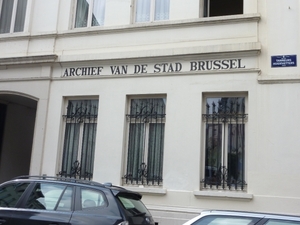 ARCHIEF VAN DE STAD BRUSSEL